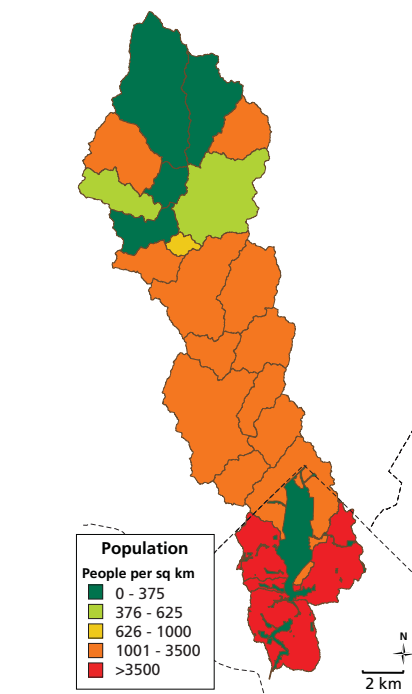 Population
People per sq km
0 - 375
376 - 625
626 - 1000
1001 - 3500
>3500
N
2 km